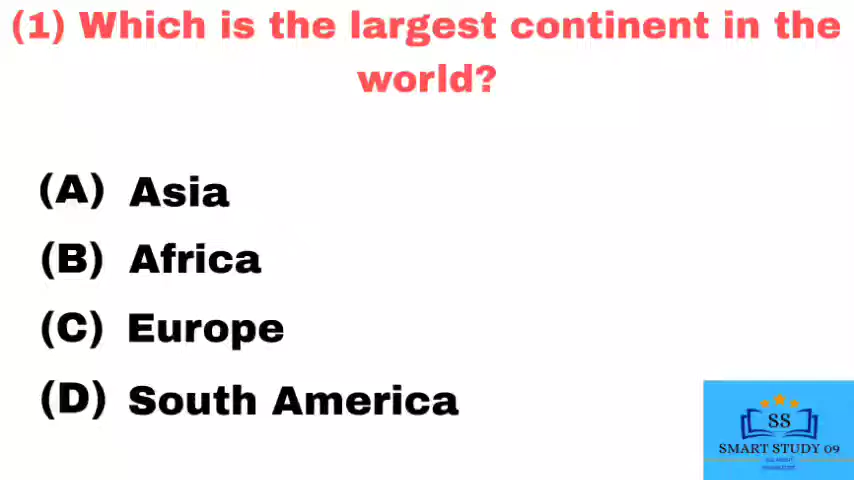 (1) Which is the largest continent in the
world?
(A) Asia
(B) Africa
(C) Europe
(D) South America
SS
SMART STUDY 09